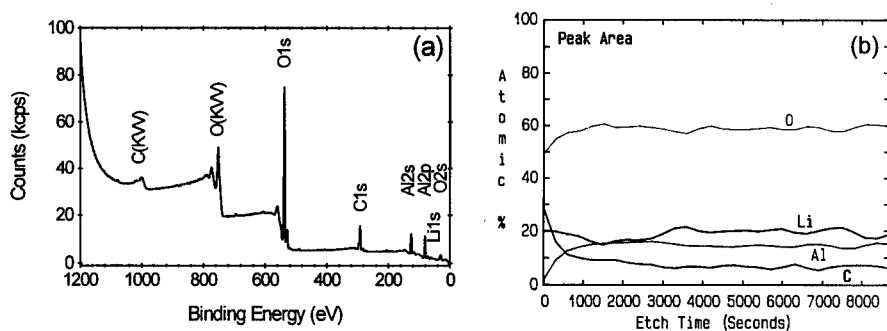 (a)
O1s
C(KVV)
O(KVV)
C1s
Al2s
Al2p
O2s
Li1s
Counts (kcps)
100
80
60
40
20
0
1200
1000
800
600
400
200
0
Binding Energy (eV)
(b)
Peak Area
Atomic %
100
80
60
40
20
0
O
Li
Al
C
0
1000
2000
3000
4000
5000
6000
7000
8000
Etch Time (Seconds)